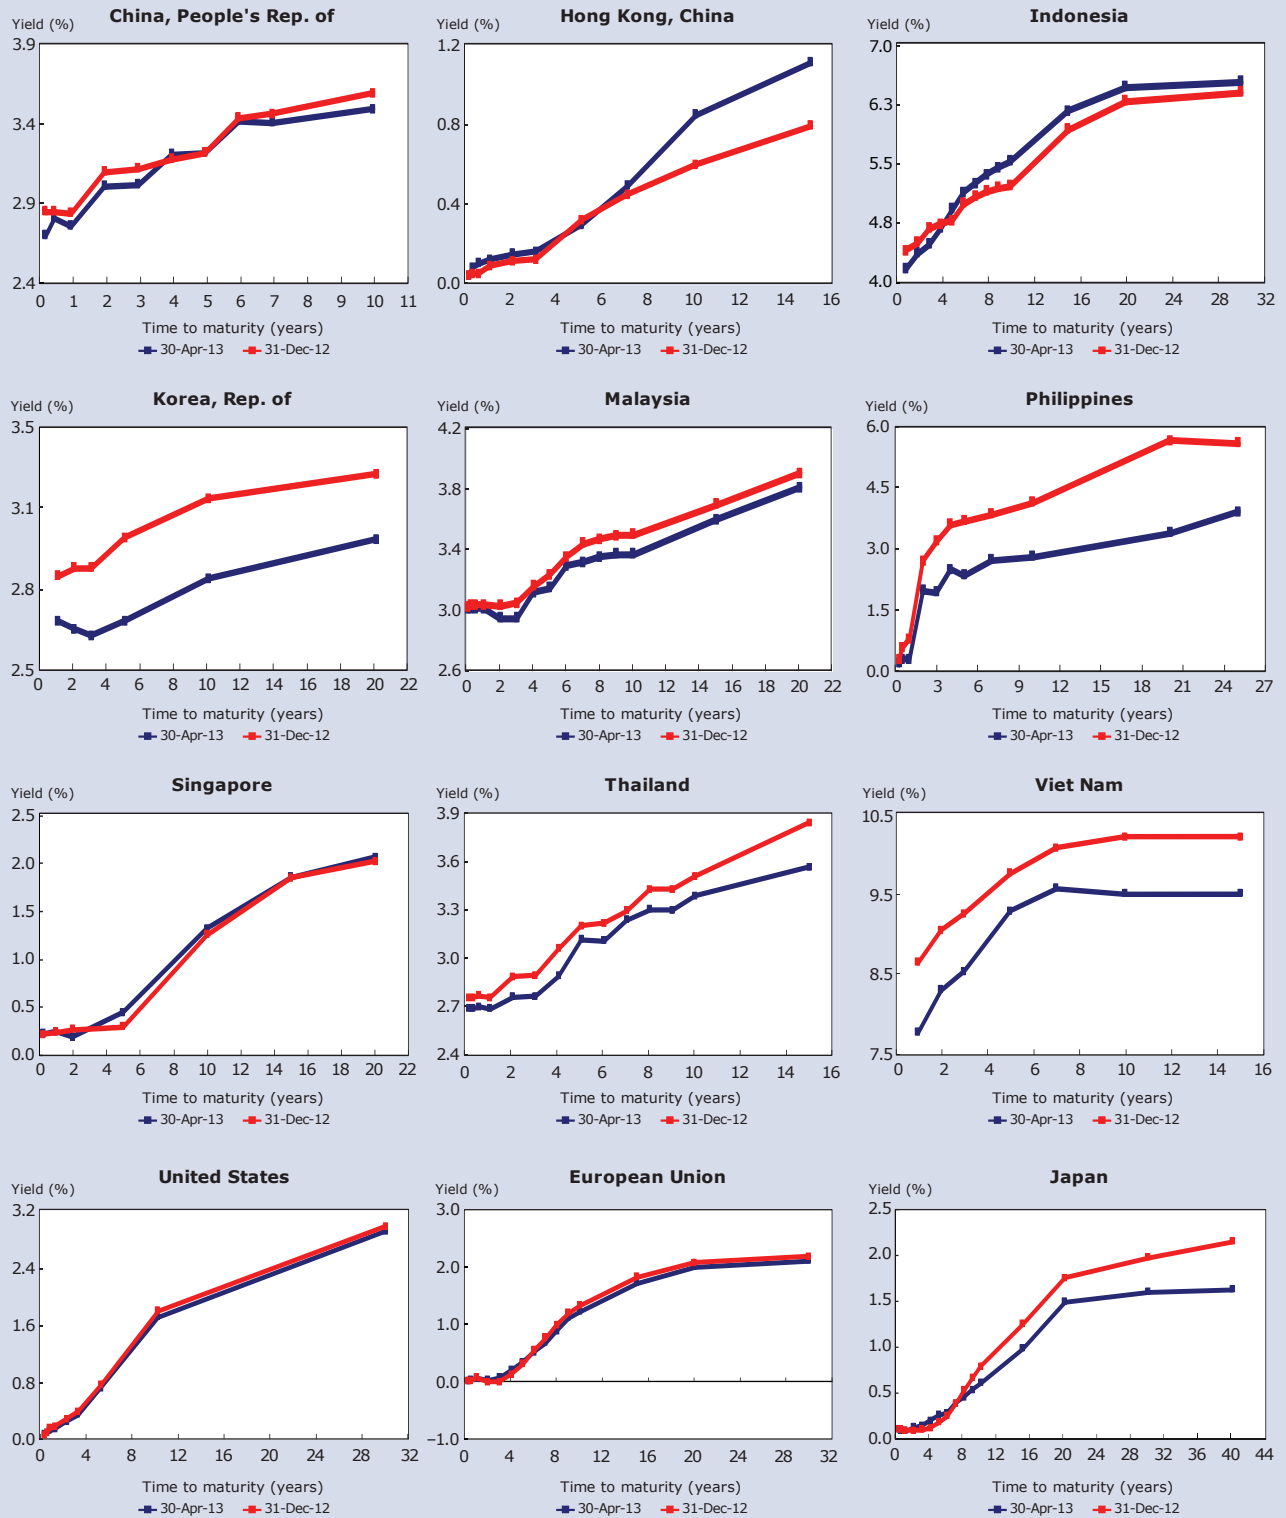 China, People's Rep. of
Yield (%)
3.9
3.4
2.9
2.4
0 1 2 3 4 5 6 7 8 9 10 11
Time to maturity (years)
30-Apr-13 31-Dec-12
Hong Kong, China
Yield (%)
1.2
0.8
0.4
0.0
0 2 4 6 8 10 12 14 16
Time to maturity (years)
30-Apr-13 31-Dec-12
Indonesia
Yield (%)
7.0
6.3
5.5
4.8
4.0
0 4 8 12 16 20 24 28 32
Time to maturity (years)
30-Apr-13 31-Dec-12
Korea, Rep. of
Yield (%)
3.5
3.1
2.8
2.5
0 2 4 6 8 10 12 14 16 18 20 22
Time to maturity (years)
30-Apr-13 31-Dec-12
Malaysia
Yield (%)
4.2
3.8
3.4
3.0
2.6
0 2 4 6 8 10 12 14 16 18 20 22
Time to maturity (years)
30-Apr-13 31-Dec-12
Philippines
Yield (%)
6.0
4.5
3.0
1.5
0.0
0 3 6 9 12 15 18 21 24 27
Time to maturity (years)
30-Apr-13 31-Dec-12
Singapore
Yield (%)
2.5
2.0
1.5
1.0
0.5
0.0
0 2 4 6 8 10 12 14 16 18 20 22
Time to maturity (years)
30-Apr-13 31-Dec-12
Thailand
Yield (%)
3.9
3.6
3.3
3.0
2.7
2.4
0 2 4 6 8 10 12 14 16
Time to maturity (years)
30-Apr-13 31-Dec-12
Viet Nam
Yield (%)
10.5
9.5
8.5
7.5
0 2 4 6 8 10 12 14 16
Time to maturity (years)
30-Apr-13 31-Dec-12
United States
Yield (%)
3.2
2.4
1.6
0.8
0.0
0 4 8 12 16 20 24 28 32
Time to maturity (years)
30-Apr-13 31-Dec-12
European Union
Yield (%)
3.0
2.0
1.0
0.0
–1.0
0 4 8 12 16 20 24 28 32
Time to maturity (years)
30-Apr-13 31-Dec-12
Japan
Yield (%)
2.5
2.0
1.5
1.0
0.5
0.0
0 4 8 12 16 20 24 28 32 36 40 44
Time to maturity (years)
30-Apr-13 31-Dec-12